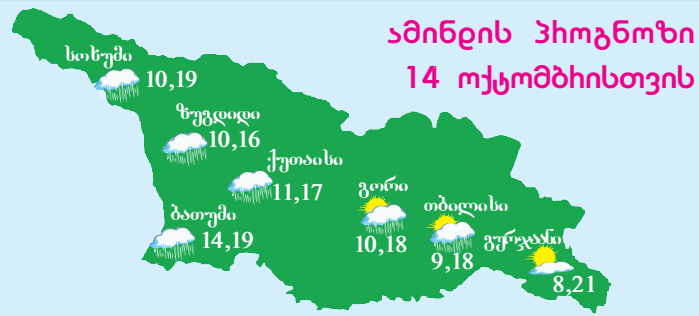 ამინდის პროგნოზი
14 ოქტომბრისთვის
სოხუმი
10,19
ზუგდიდი
10,16
ქუთაისი
11,17
ბათუმი
14,19
გორი
10,18
თბილისი
9,18
გურჯაანი
8,21